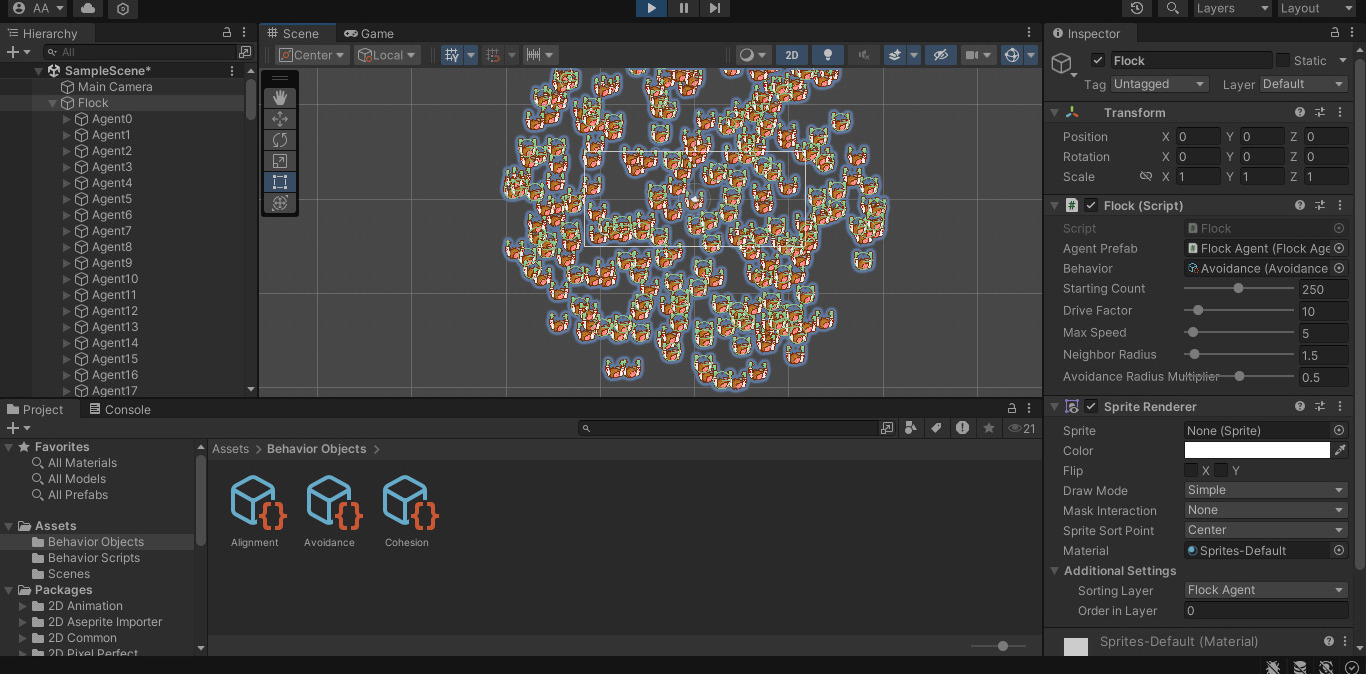 AA
Layers
Layout
Hierarchy
All
SampleScene*
Main Camera
Flock
Agent0
Agent1
Agent2
Agent3
Agent4
Agent5
Agent6
Agent7
Agent8
Agent9
Agent10
Agent11
Agent12
Agent13
Agent14
Agent15
Agent16
Agent17
Scene
Game
Center
Local
2D
Inspector
Flock
Static
Tag Untagged Layer Default
Transform
Position X 0 Y 0 Z 0
Rotation X 0 Y 0 Z 0
Scale X 1 Y 1 Z 1
# Flock (Script)
Script Flock
Agent Prefab Flock Agent (Flock Age
Behavior Avoidance (Avoidance
Starting Count 250
Drive Factor 10
Max Speed 5
Neighbor Radius 1.5
Avoidance Radius Multiplier 0.5
Sprite Renderer
Sprite None (Sprite)
Color
Flip X Y
Draw Mode Simple
Mask Interaction None
Sprite Sort Point Center
Material Sprites-Default
Additional Settings
Sorting Layer Flock Agent
Order in Layer 0
Sprites-Default (Material)
Project
Console
21
Favorites
All Materials
All Models
All Prefabs
Assets
Behavior Objects
Behavior Scripts
Scenes
Packages
2D Animation
2D Aseprite Importer
2D Common
2D Pixel Perfect
Assets > Behavior Objects >
Alignment
Avoidance
Cohesion